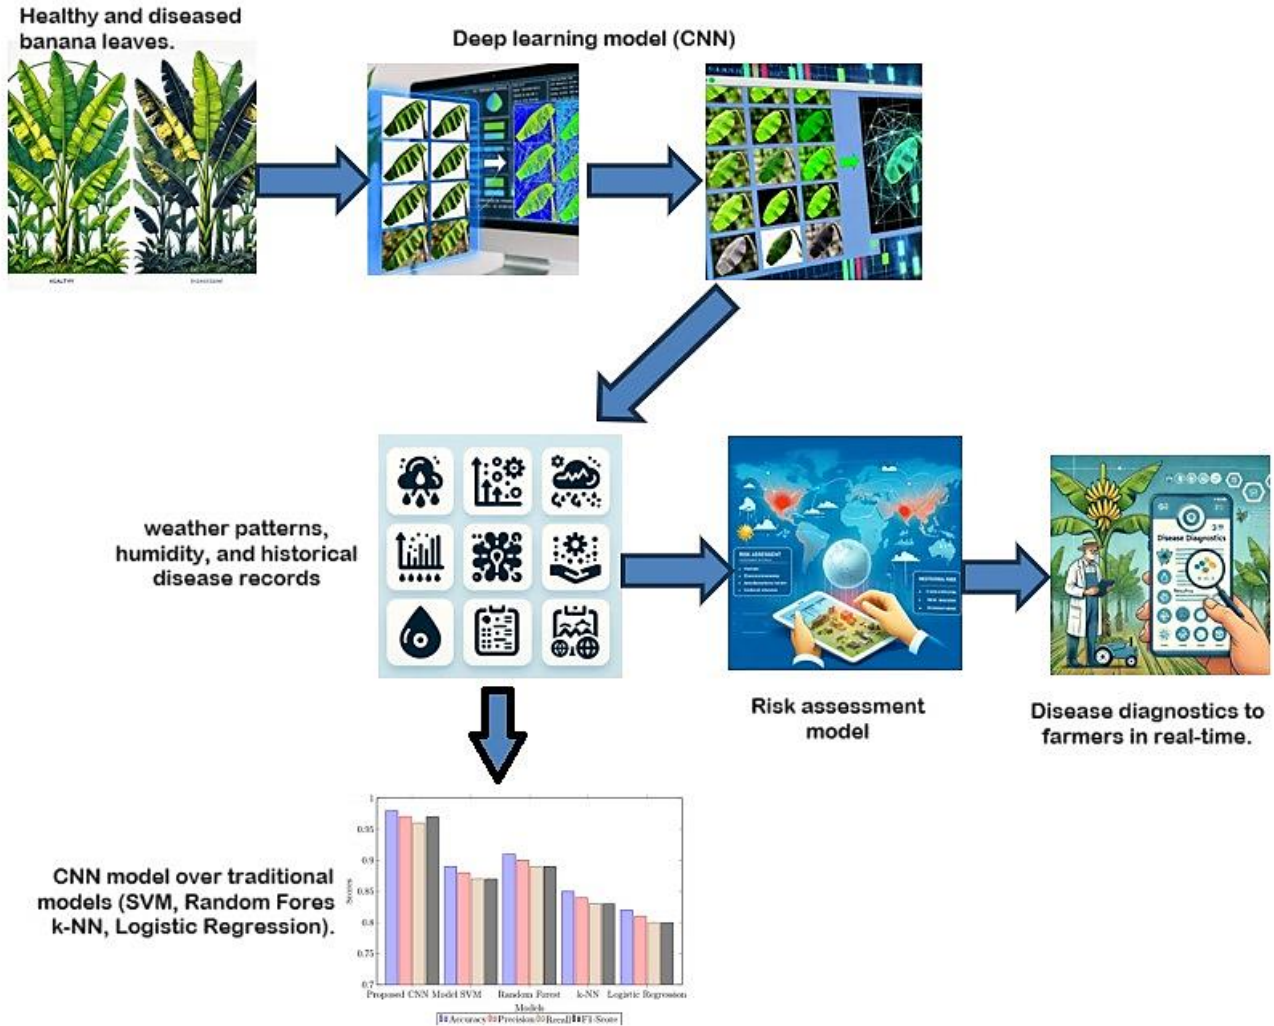 Healthy and diseased
banana leaves.
Deep learning model (CNN)
HEALTHY
weather patterns,
humidity, and historical
disease records
RISK ASSESSMENT
Disease Diagnostics
Risk assessment
model
Disease diagnostics to
farmers in real-time.
CNN model over traditional
models (SVM, Random Fores
k-NN, Logistic Regression).
1
0.95
0.9
0.85
0.8
0.75
0.7
Scores
Proposed CNN Model SVM Random Forest k-NN Logistic Regression
Models
Accuracy Precision Recall F1-Score